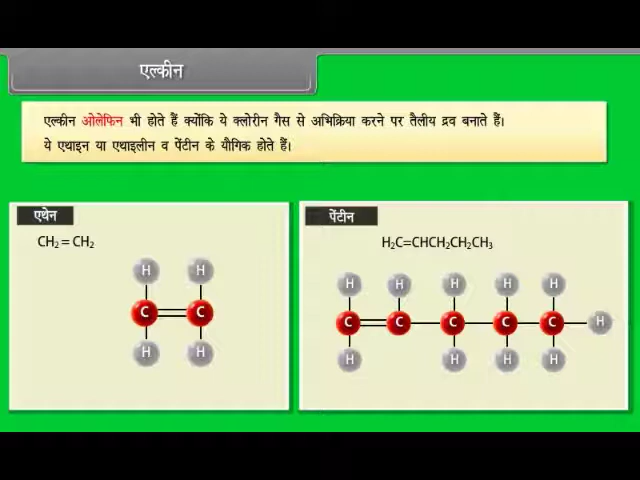 एल्कीन
एल्कीन ओलेफिन भी होते हैं क्योंकि ये क्लोरीन गैस से अभिक्रिया करने पर तैलीय द्रव बनाते हैं।
ये एथाइन या एथाइलीन व पेंटीन के यौगिक होते हैं।
एथेन
CH₂ = CH₂
H H
C C
H H
पेंटीन
H₂C=CHCH₂CH₂CH₃
H H H H H
C C C C C H
H H H H